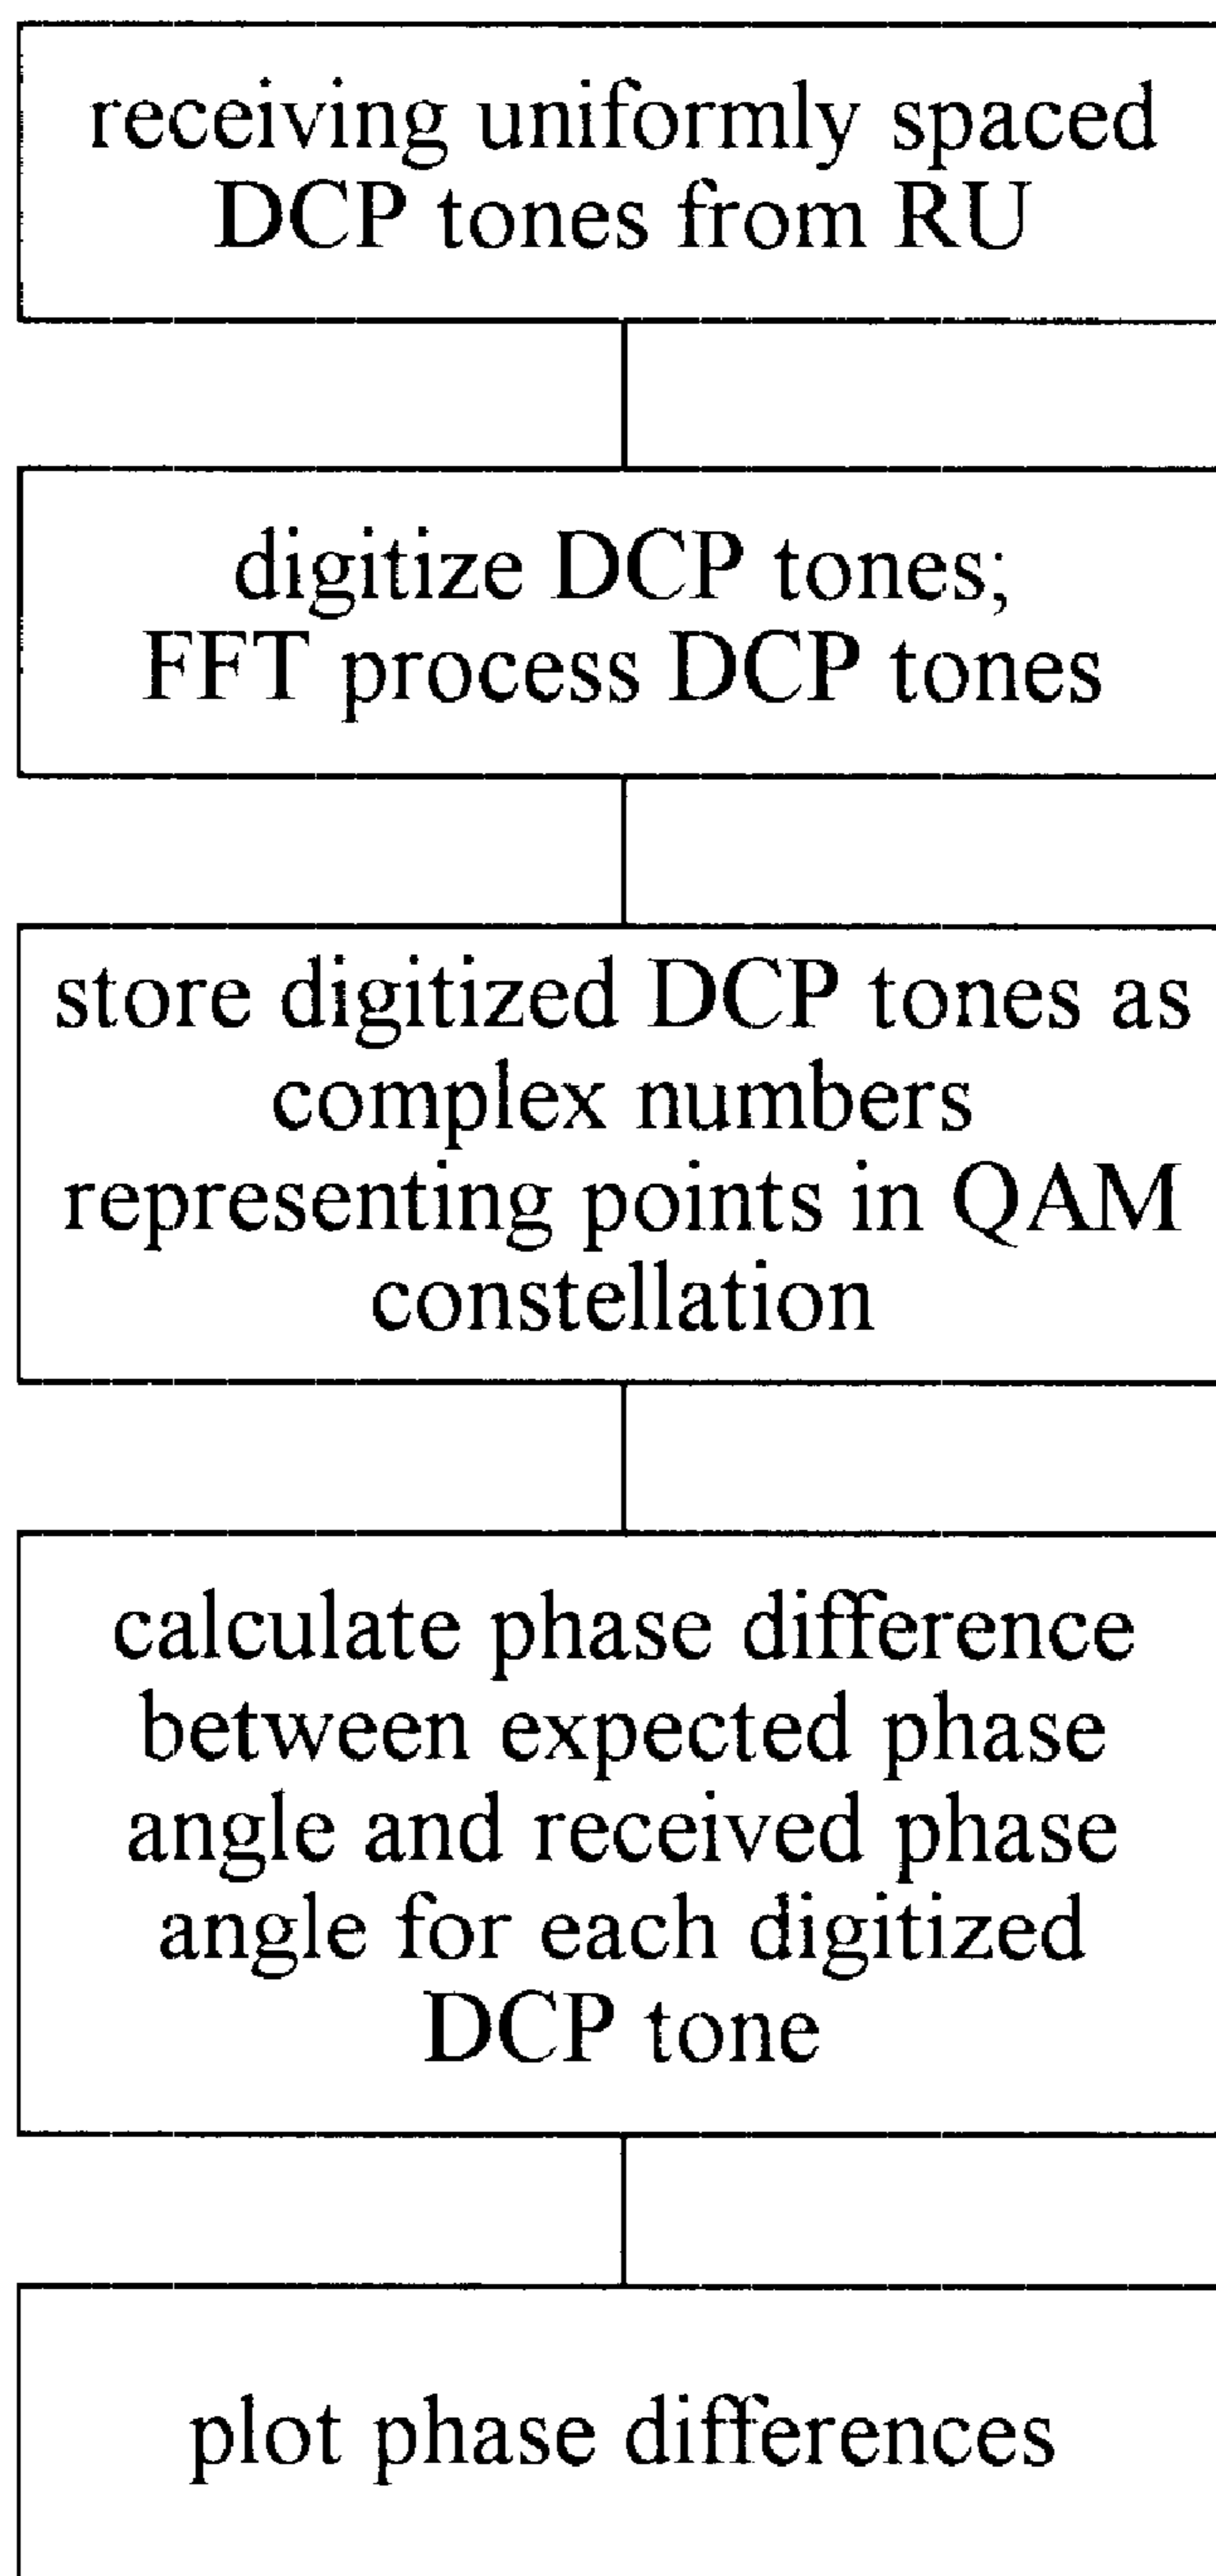 receiving uniformly spaced
DCP tones from RU
digitize DCP tones;
FFT process DCP tones
store digitized DCP tones as
complex numbers
representing points in QAM
constellation
calculate phase difference
between expected phase
angle and received phase
angle for each digitized
DCP tone
plot phase differences